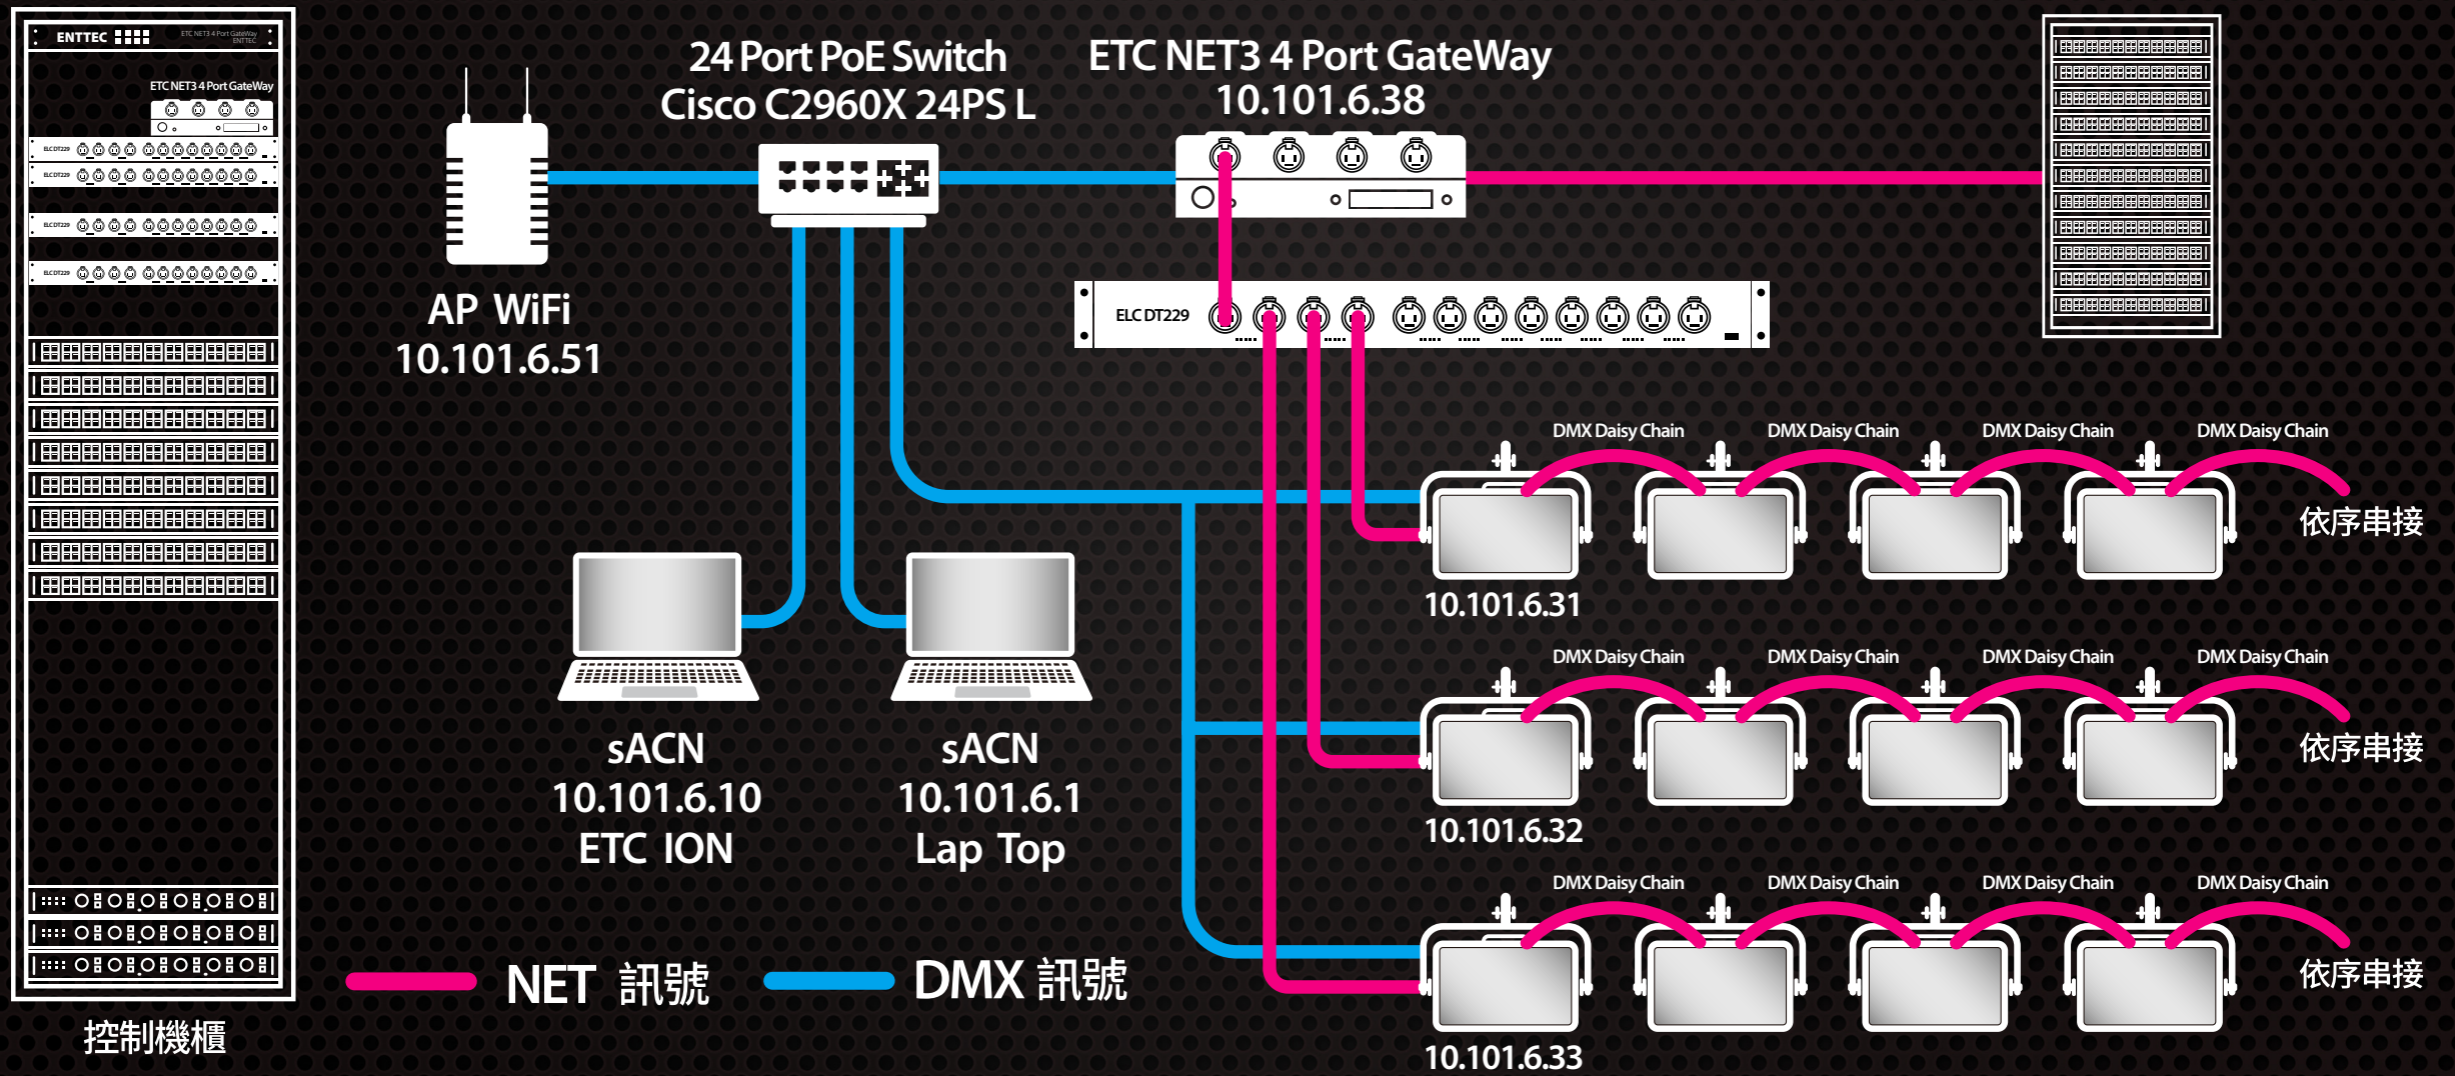 ENTTEC
ETC NET3 4 Port GateWay
ENTTEC
ETC NET3 4 Port GateWay
ELC DT229
ELC DT229
ELC DT229
ELC DT229
控制機櫃
AP WiFi
10.101.6.51
24 Port PoE Switch
Cisco C2960X 24PS L
ETC NET3 4 Port GateWay
10.101.6.38
ELC DT229
sACN
10.101.6.10
ETC ION
sACN
10.101.6.1
Lap Top
DMX Daisy Chain
DMX Daisy Chain
DMX Daisy Chain
DMX Daisy Chain
依序串接
10.101.6.31
DMX Daisy Chain
DMX Daisy Chain
DMX Daisy Chain
DMX Daisy Chain
依序串接
10.101.6.32
DMX Daisy Chain
DMX Daisy Chain
DMX Daisy Chain
DMX Daisy Chain
依序串接
10.101.6.33
NET 訊號
DMX 訊號